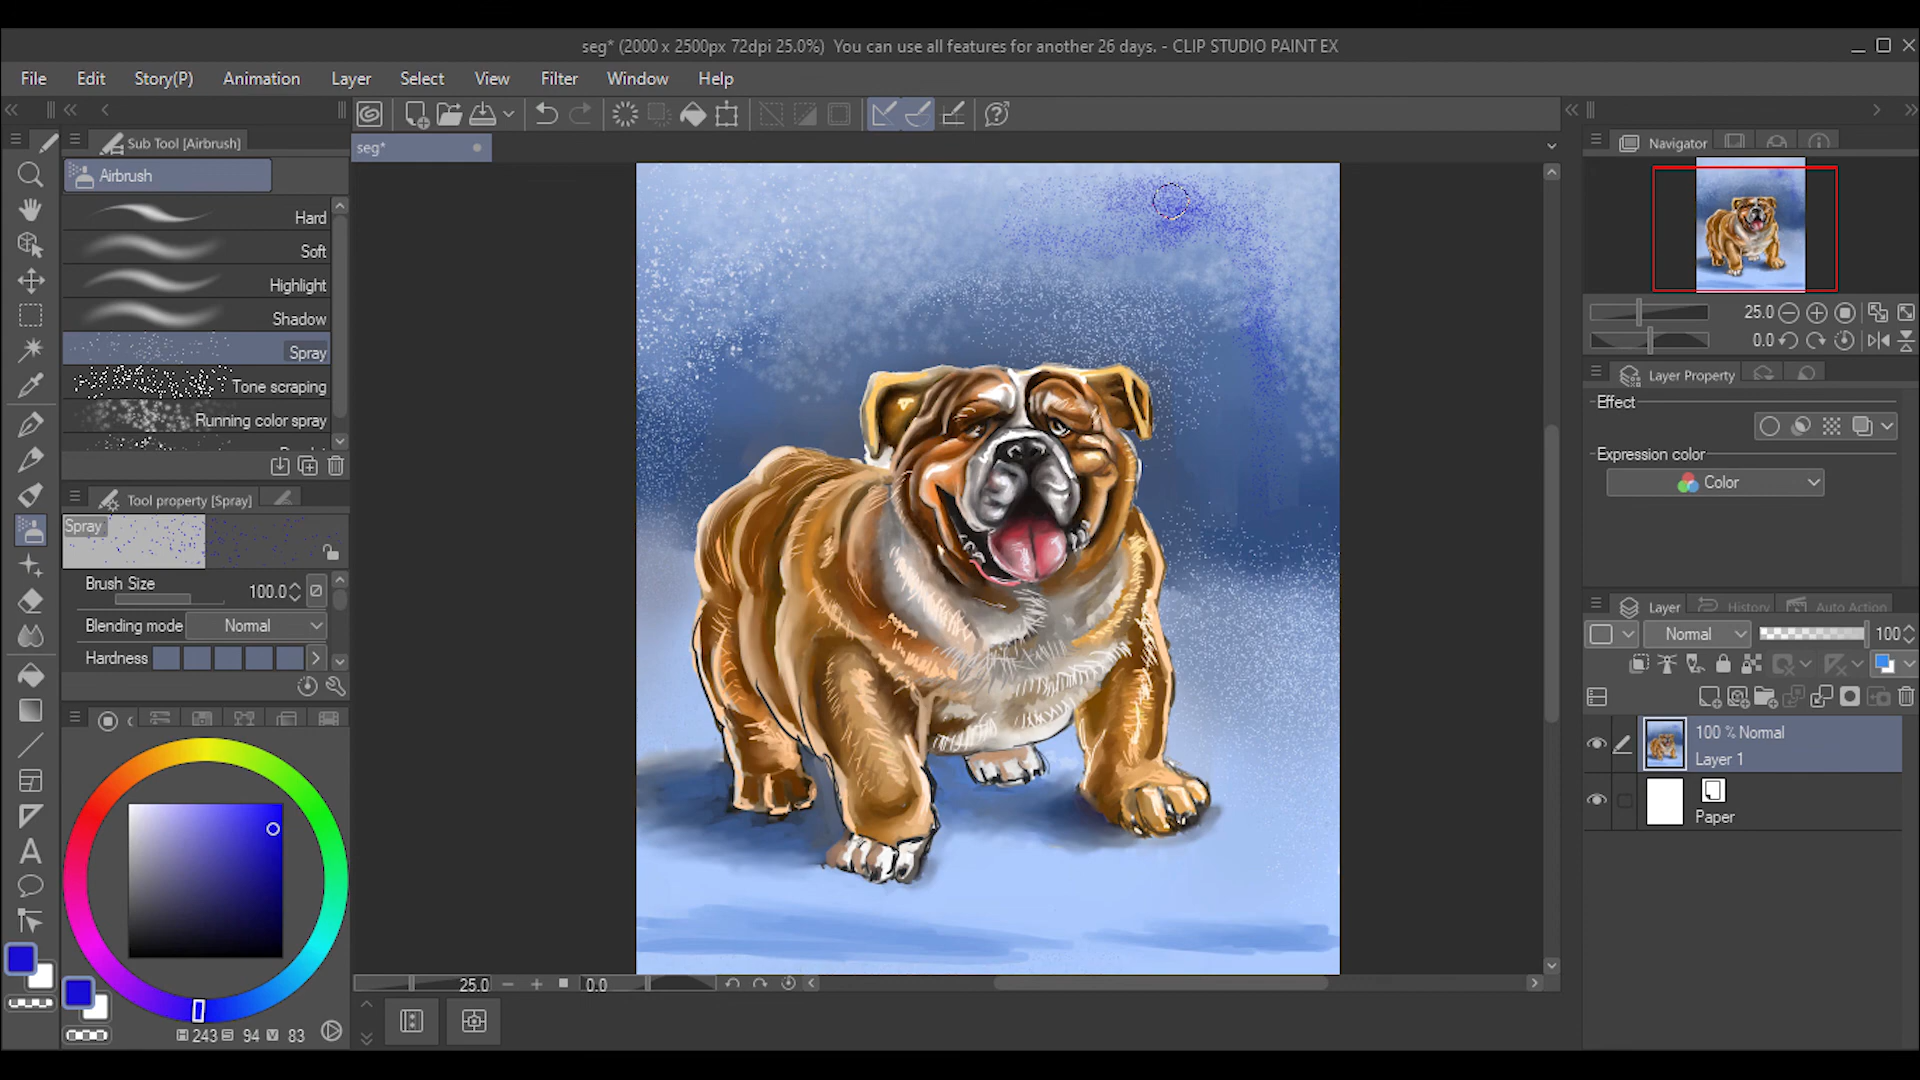 seg* (2000 x 2500px 72dpi 25.0%)  You can use all features for another 26 days. - CLIP STUDIO PAINT EX
File Edit Story(P) Animation Layer Select View Filter Window Help
Sub Tool [Airbrush]
seg*
Navigator
Airbrush
Hard
Soft
Highlight
Shadow
Spray
Tone scraping
Running color spray
25.0
0.0
Layer Property
Effect
Expression color
Color
Tool property [Spray]
Spray
Brush Size 100.0
Blending mode Normal
Hardness
Layer History Auto Action
Normal 100
100 % Normal
Layer 1
Paper
A
25.0 0.0
H 243 S 94 V 83